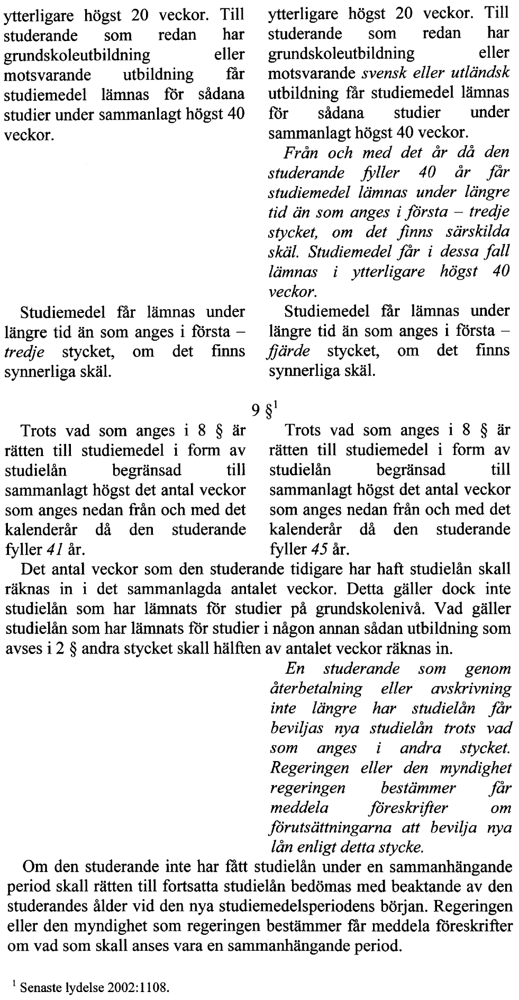 ytterligare högst 20 veckor. Till
studerande som redan har
grundskoleutbildning eller
motsvarande utbildning får
studiemedel lämnas för sådana
studier under sammanlagt högst 40
veckor.
Studiemedel får lämnas under
längre tid än som anges i första –
tredje stycket, om det finns
synnerliga skäl.
ytterligare högst 20 veckor. Till
studerande som redan har
grundskoleutbildning eller
motsvarande svensk eller utländsk
utbildning får studiemedel lämnas
för sådana studier under
sammanlagt högst 40 veckor.
Från och med det år då den
studerande fyller 40 år får
studiemedel lämnas under längre
tid än som anges i första – tredje
stycket, om det finns särskilda
skäl. Studiemedel får i dessa fall
lämnas i ytterligare högst 40
veckor.
Studiemedel får lämnas under
längre tid än som anges i första –
fjärde stycket, om det finns
synnerliga skäl.
9 §¹
Trots vad som anges i 8 § är
rätten till studiemedel i form av
studielån begränsad till
sammanlagt högst det antal veckor
som anges nedan från och med det
kalenderår då den studerande
fyller 41 år.
Trots vad som anges i 8 § är
rätten till studiemedel i form av
studielån begränsad till
sammanlagt högst det antal veckor
som anges nedan från och med det
kalenderår då den studerande
fyller 45 år.
Det antal veckor som den studerande tidigare har haft studielån skall
räknas in i det sammanlagda antalet veckor. Detta gäller dock inte
studielån som har lämnats för studier på grundskolenivå. Vad gäller
studielån som har lämnats för studier i någon annan sådan utbildning som
avses i 2 § andra stycket skall hälften av antalet veckor räknas in.
En studerande som genom
återbetalning eller avskrivning
inte längre har studielån får
beviljas nya studielån trots vad
som anges i andra stycket.
Regeringen eller den myndighet
regeringen bestämmer får
meddela föreskrifter om
förutsättningarna att bevilja nya
lån enligt detta stycke.
Om den studerande inte har fått studielån under en sammanhängande
period skall rätten till fortsatta studielån bedömas med beaktande av den
studerandes ålder vid den nya studiemedelsperiodens början. Regeringen
eller den myndighet som regeringen bestämmer får meddela föreskrifter
om vad som skall anses vara en sammanhängande period.
¹ Senaste lydelse 2002:1108.